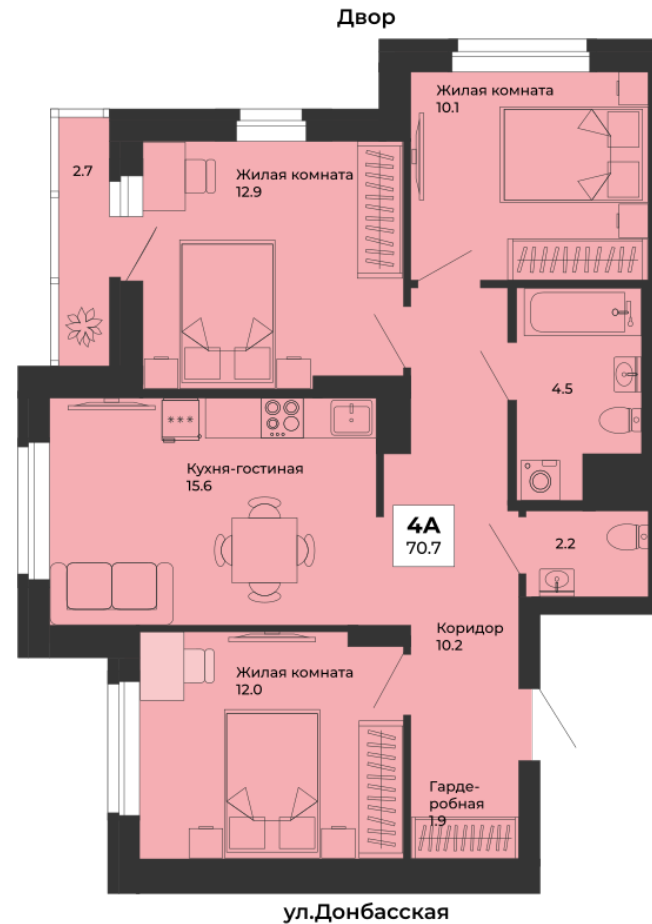 Двор
Жилая комната
10.1
2.7
Жилая комната
12.9
4.5
Кухня-гостиная
15.6
4А
70.7
2.2
Коридор
10.2
Жилая комната
12.0
Гарде-
робная
1.9
ул.Донбасская